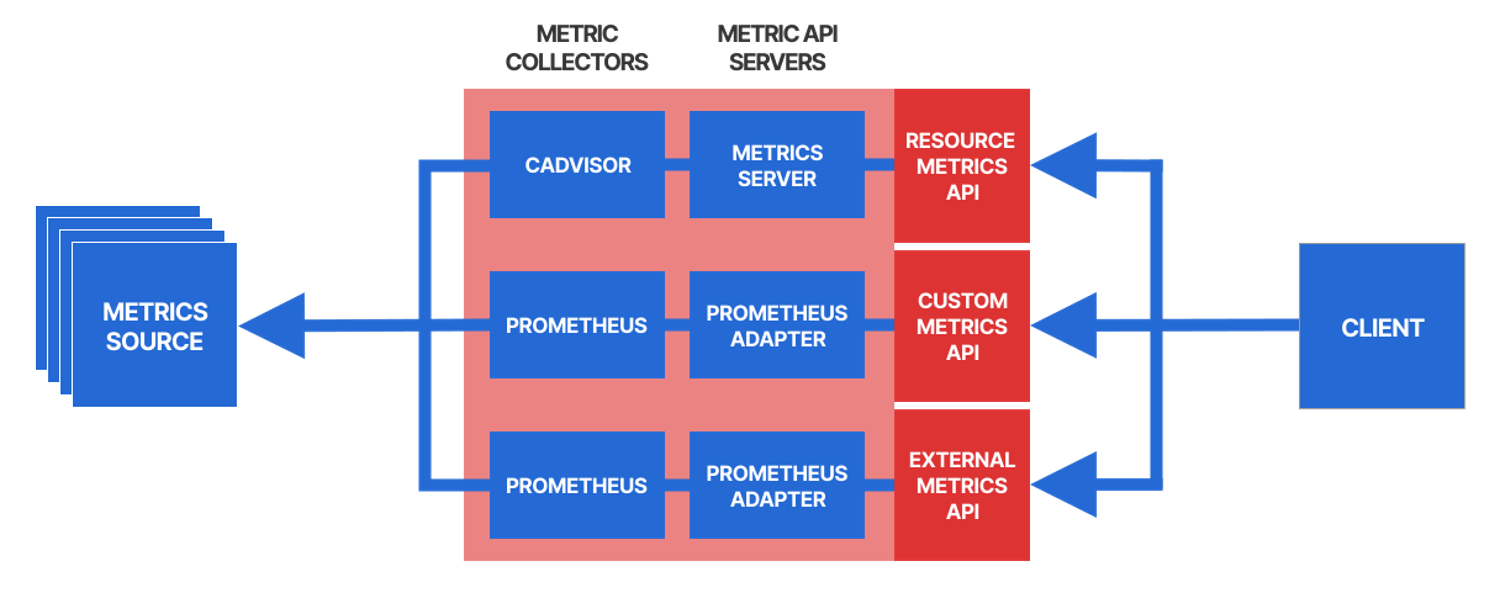 METRIC
COLLECTORS
METRIC API
SERVERS
CADVISOR
METRICS
SERVER
RESOURCE
METRICS
API
METRICS
SOURCE
PROMETHEUS
PROMETHEUS
ADAPTER
CUSTOM
METRICS
API
CLIENT
PROMETHEUS
PROMETHEUS
ADAPTER
EXTERNAL
METRICS
API